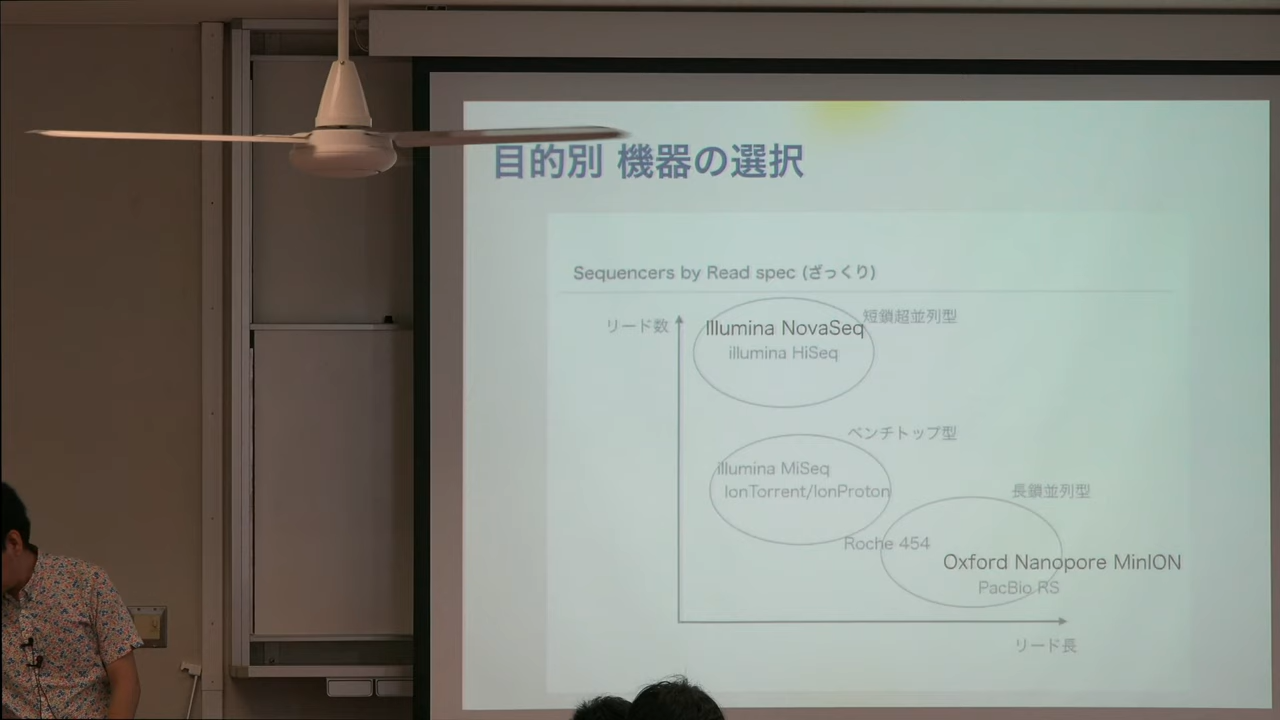 目的別 機器の選択
Sequencers by Read spec (ざっくり)
リード数
Illumina NovaSeq
短鎖超並列型
illumina HiSeq
ベンチトップ型
illumina MiSeq
IonTorrent/IonProton
長鎖並列型
Roche 454
Oxford Nanopore MinION
PacBio RS
リード長